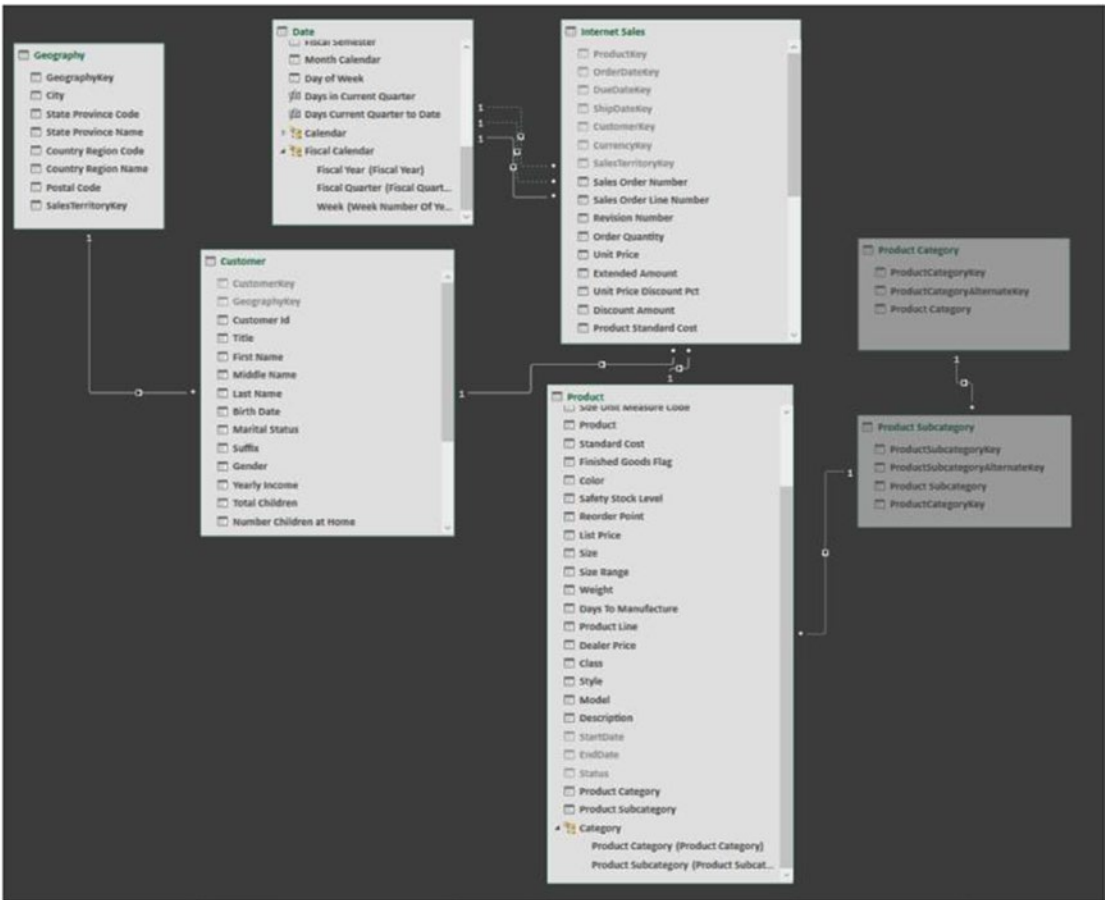 Geography
GeographyKey
City
State Province Code
State Province Name
Country Region Code
Country Region Name
Postal Code
SalesTerritoryKey
1
Date
Fiscal Semester
Month Calendar
Day of Week
Days in Current Quarter
Days Current Quarter to Date
Calendar
Fiscal Calendar
Fiscal Year (Fiscal Year)
Fiscal Quarter (Fiscal Quart...
Week (Week Number Of Ye...
1
1
1
*
*
*
Internet Sales
ProductKey
OrderDateKey
DueDateKey
ShipDateKey
CustomerKey
CurrencyKey
SalesTerritoryKey
Sales Order Number
Sales Order Line Number
Revision Number
Order Quantity
Unit Price
Extended Amount
Unit Price Discount Pct
Discount Amount
Product Standard Cost
* *
1
Customer
CustomerKey
GeographyKey
Customer Id
Title
First Name
Middle Name
Last Name
Birth Date
Marital Status
Suffix
Gender
Yearly Income
Total Children
Number Children at Home
*
1
Product
Size Unit Measure Code
Product
Standard Cost
Finished Goods Flag
Color
Safety Stock Level
Reorder Point
List Price
Size
Size Range
Weight
Days To Manufacture
Product Line
Dealer Price
Class
Style
Model
Description
StartDate
EndDate
Status
Product Category
Product Subcategory
Category
Product Category (Product Category)
Product Subcategory (Product Subcat...
*
Product Category
ProductCategoryKey
ProductCategoryAlternateKey
Product Category
1
*
Product Subcategory
ProductSubcategoryKey
ProductSubcategoryAlternateKey
Product Subcategory
ProductCategoryKey
1